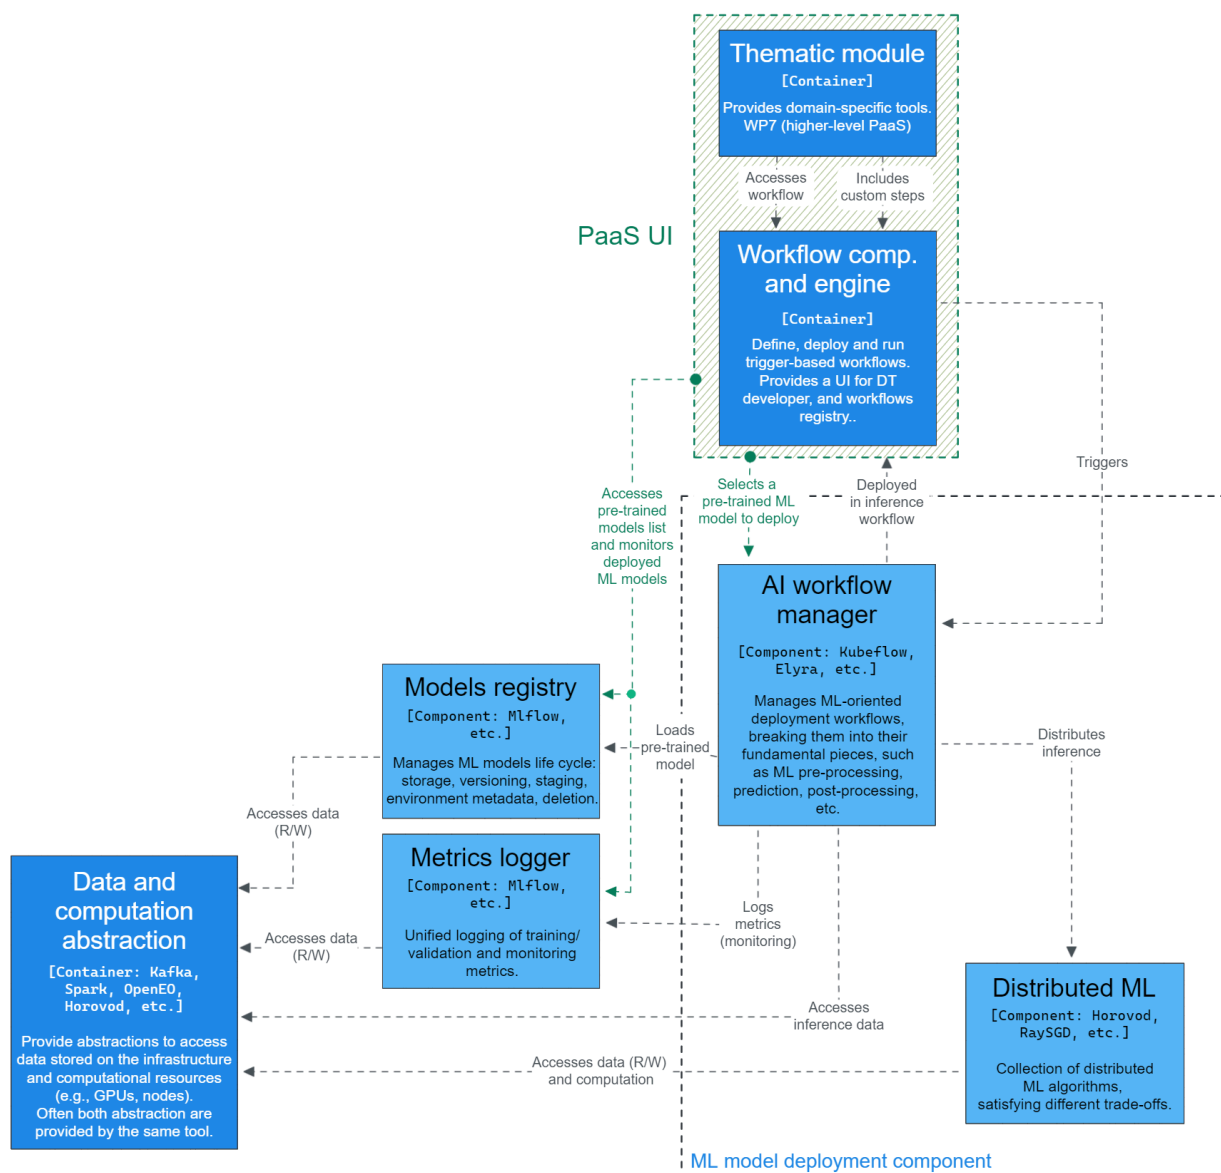 Thematic module
[Container]
Provides domain-specific tools.
WP7 (higher-level PaaS)
Accesses
workflow
Includes
custom steps
PaaS UI
Workflow comp.
and engine
[Container]
Define, deploy and run
trigger-based workflows.
Provides a UI for DT
developer, and workflows
registry..
Triggers
Accesses
pre-trained
models list
and monitors
deployed
ML models
Selects a
pre-trained ML
model to deploy
Deployed
in inference
workflow
AI workflow
manager
[Component: Kubeflow,
Elyra, etc.]
Manages ML-oriented
deployment workflows,
breaking them into their
fundamental pieces, such
as ML pre-processing,
prediction, post-processing,
etc.
Models registry
[Component: Mlflow,
etc.]
Manages ML models life cycle:
storage, versioning, staging,
environment metadata, deletion.
Loads
pre-trained
model
Distributes
inference
Accesses data
(R/W)
Metrics logger
[Component: Mlflow,
etc.]
Unified logging of training/
validation and monitoring
metrics.
Logs
metrics
(monitoring)
Accesses data
(R/W)
Data and
computation
abstraction
[Container: Kafka,
Spark, OpenEO,
Horovod, etc.]
Provide abstractions to access
data stored on the infrastructure
and computational resources
(e.g., GPUs, nodes).
Often both abstraction are
provided by the same tool.
Accesses
inference data
Accesses data (R/W)
and computation
Distributed ML
[Component: Horovod,
RaySGD, etc.]
Collection of distributed
ML algorithms,
satisfying different trade-offs.
ML model deployment component